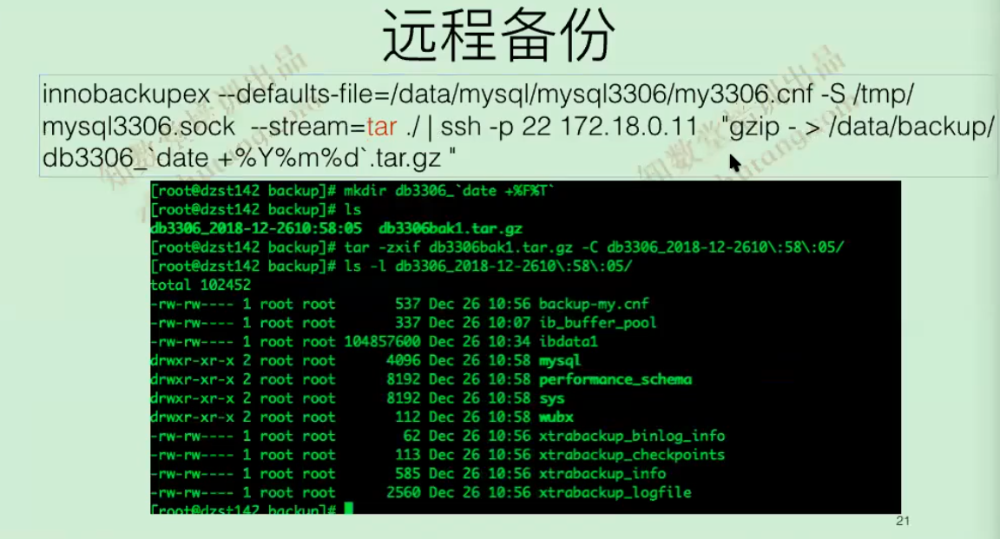 远程备份
innobackupex --defaults-file=/data/mysql/mysql3306/my3306.cnf -S /tmp/
mysql3306.sock --stream=tar ./ | ssh -p 22 172.18.0.11 "gzip - > /data/backup/
db3306_`date +%Y%m%d`.tar.gz "
[root@dzst142 backup]# mkdir db3306_`date +%F%T`
[root@dzst142 backup]# ls
db3306_2018-12-2610:58:05 db3306bak1.tar.gz
[root@dzst142 backup]# tar -zxif db3306bak1.tar.gz -C db3306_2018-12-2610\:58\:05/
[root@dzst142 backup]# ls -l db3306_2018-12-2610\:58\:05/
total 102452
-rw-rw---- 1 root root 537 Dec 26 10:56 backup-my.cnf
-rw-rw---- 1 root root 337 Dec 26 10:07 ib_buffer_pool
-rw-rw---- 1 root root 104857600 Dec 26 10:34 ibdata1
drwxr-xr-x 2 root root 4096 Dec 26 10:58 mysql
drwxr-xr-x 2 root root 8192 Dec 26 10:58 performance_schema
drwxr-xr-x 2 root root 8192 Dec 26 10:58 sys
drwxr-xr-x 2 root root 112 Dec 26 10:58 wubx
-rw-rw---- 1 root root 62 Dec 26 10:56 xtrabackup_binlog_info
-rw-rw---- 1 root root 113 Dec 26 10:56 xtrabackup_checkpoints
-rw-rw---- 1 root root 585 Dec 26 10:56 xtrabackup_info
-rw-rw---- 1 root root 2560 Dec 26 10:56 xtrabackup_logfile
[root@dzst142 backup]#
21